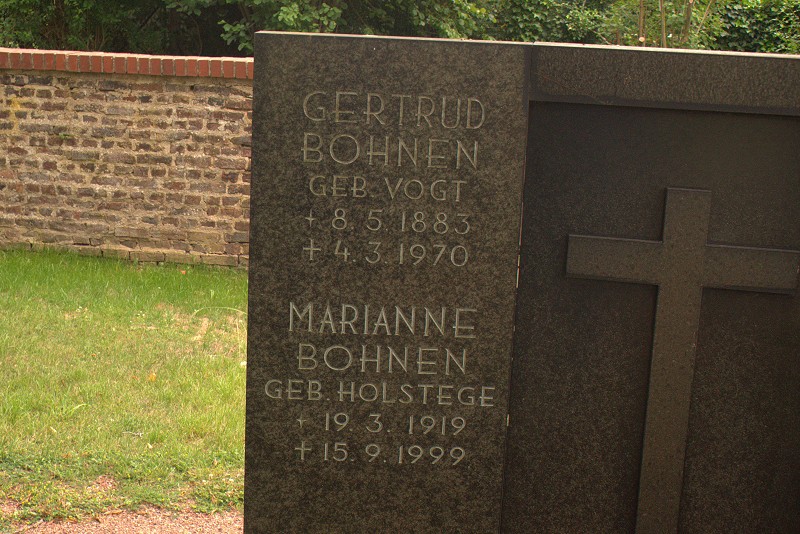 GERTRUD
BOHNEN
GEB. VOGT
+ 8. 5. 1883
+ 4. 3. 1970
MARIANNE
BOHNEN
GEB. HOLSTEGE
+ 19. 3. 1919
+ 15. 9. 1999